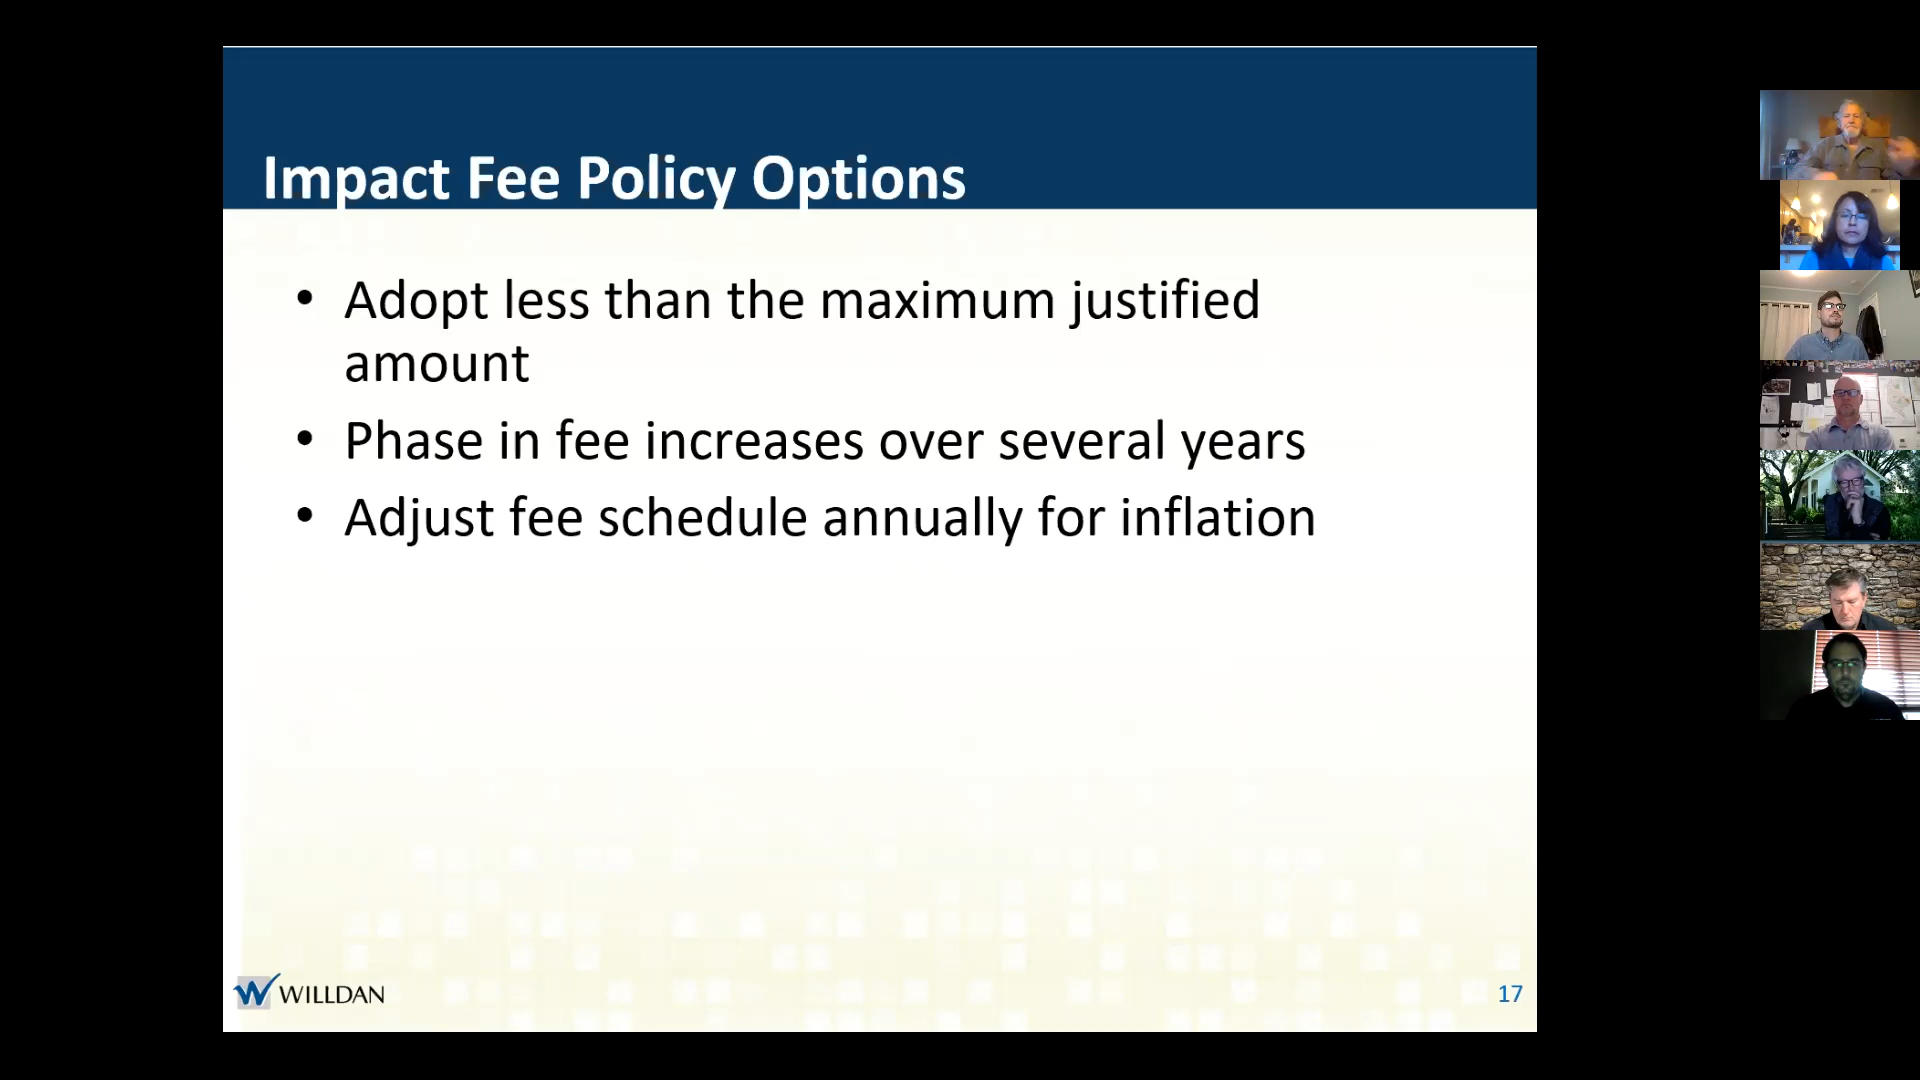 Impact Fee Policy Options
• Adopt less than the maximum justified
amount
• Phase in fee increases over several years
• Adjust fee schedule annually for inflation
WILLDAN
17